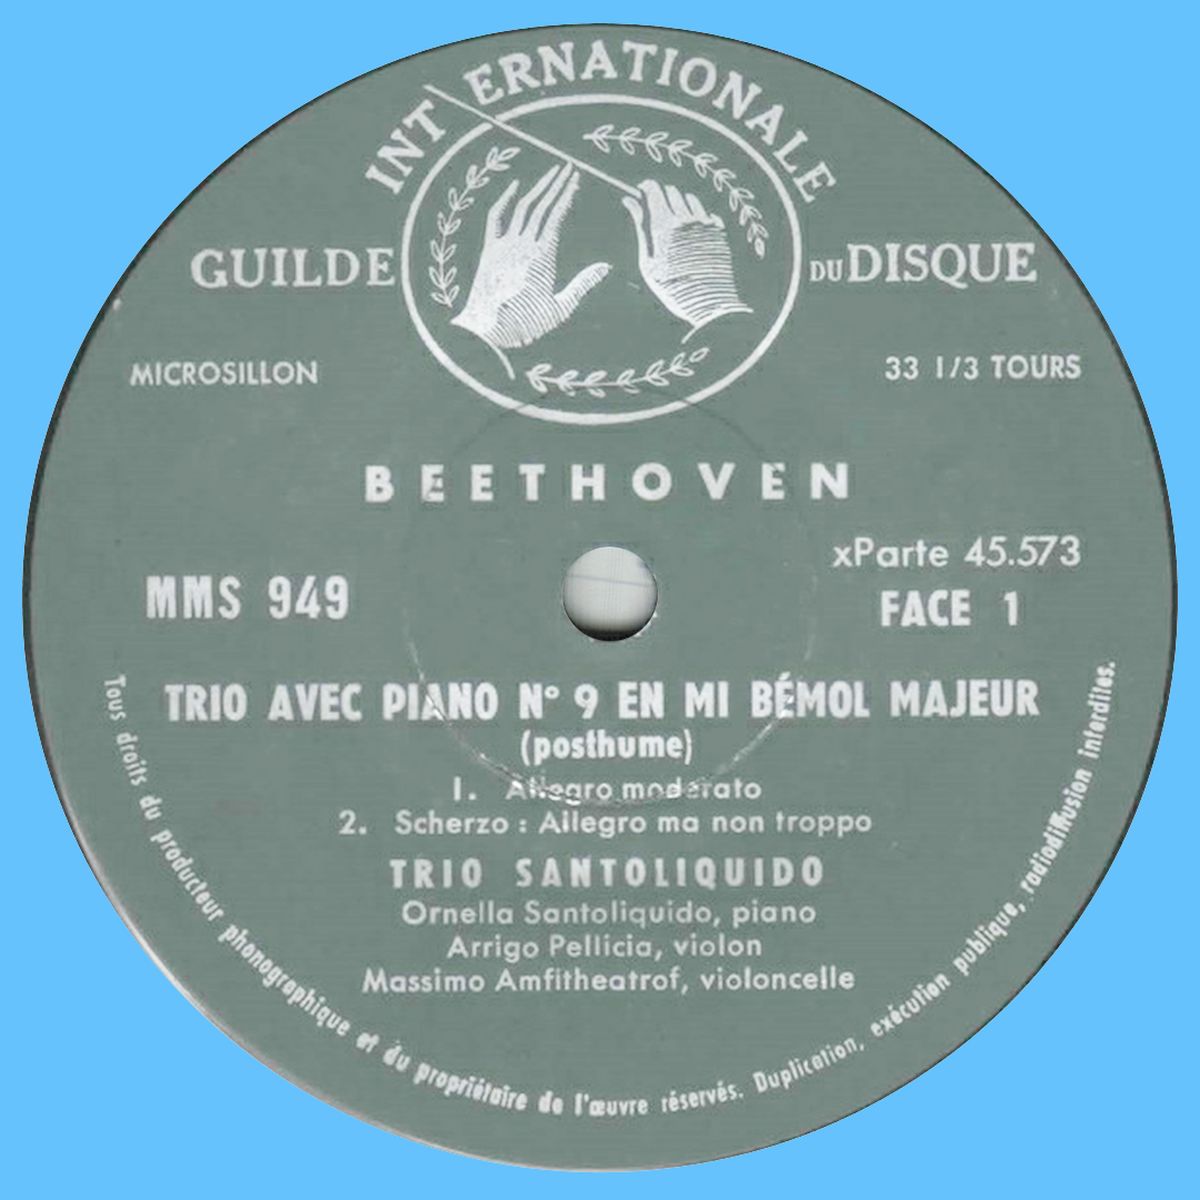 INTERNATIONALE
GUILDE DU DISQUE
MICROSILLON
33 1/3 TOURS
BEETHOVEN
xParte 45.573
MMS 949
FACE 1
TRIO AVEC PIANO Nº 9 EN MI BÉMOL MAJEUR
(posthume)
1. Allegro moderato
2. Scherzo : Allegro ma non troppo
TRIO SANTOLIQUIDO
Ornella Santoliquido, piano
Arrigo Pellicia, violon
Massimo Amfitheatrof, violoncelle
Tous droits du producteur phonographique et du propriétaire de l'œuvre réservés. Duplication, exécution publique, radiodiffusion interdites.